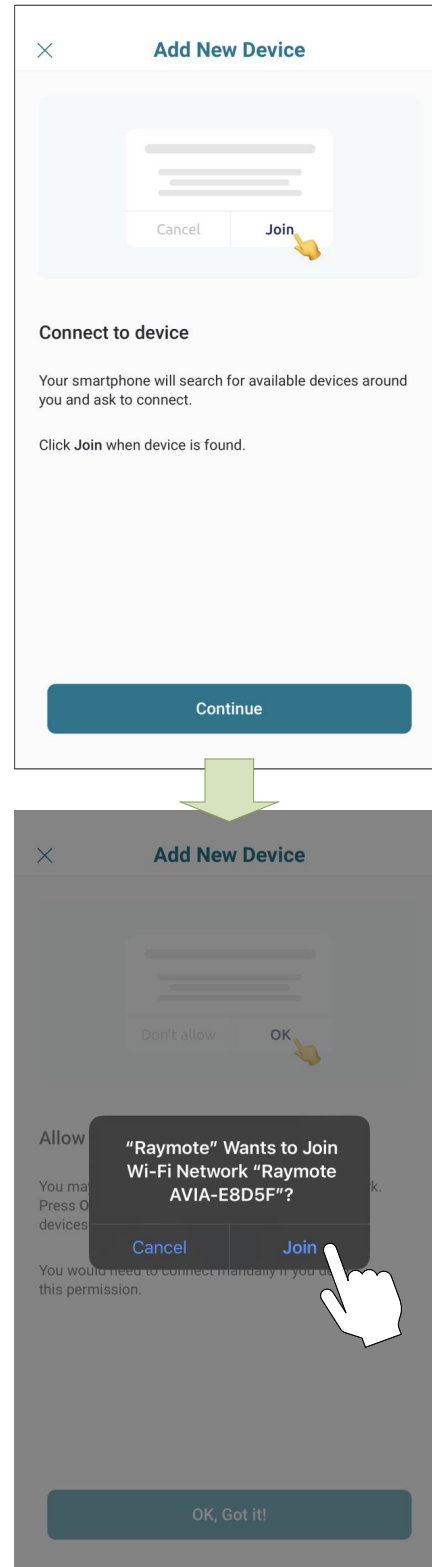 Add New Device
Cancel
Join
Connect to device
Your smartphone will search for available devices around
you and ask to connect.
Click Join when device is found.
Continue
Add New Device
Don't allow
OK
Allow
"Raymote" Wants to Join
Wi-Fi Network "Raymote
AVIA-E8D5F"?
You may
Press O
devices
Cancel
Join
You would need to connect manually if you d
this permission.
OK, Got it!